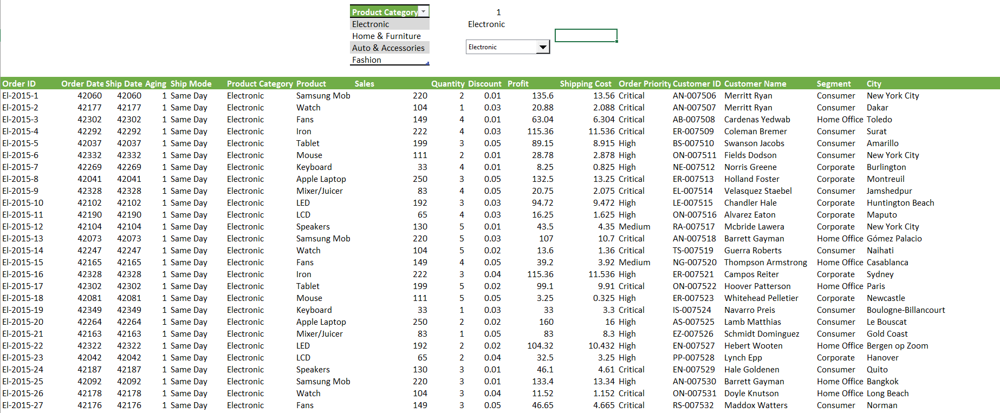 Product Category 1
Electronic Electronic
Home & Furniture
Auto & Accessories Electronic
Fashion
Order ID Order Date Ship Date Aging Ship Mode Product Category Product Sales Quantity Discount Profit Shipping Cost Order Priority Customer ID Customer Name Segment City
El-2015-1 42060 42060 1 Same Day Electronic Samsung Mob 220 2 0.01 135.6 13.56 Critical AN-007506 Merritt Ryan Consumer New York City
El-2015-2 42177 42177 1 Same Day Electronic Watch 104 1 0.03 20.88 2.088 Critical AN-007507 Merritt Ryan Consumer Dakar
El-2015-3 42302 42302 1 Same Day Electronic Fans 149 4 0.01 63.04 6.304 Critical AB-007508 Cardenas Yedwab Home Office Toledo
El-2015-4 42292 42292 1 Same Day Electronic Iron 222 4 0.03 115.36 11.536 Critical ER-007509 Coleman Bremer Consumer Surat
El-2015-5 42037 42037 1 Same Day Electronic Tablet 199 3 0.05 89.15 8.915 High BS-007510 Swanson Jacobs Consumer Amarillo
El-2015-6 42332 42332 1 Same Day Electronic Mouse 111 2 0.01 28.78 2.878 High ON-007511 Fields Dodson Consumer New York City
El-2015-7 42269 42269 1 Same Day Electronic Keyboard 33 4 0.01 8.25 0.825 High NE-007512 Norris Greene Corporate Burlington
El-2015-8 42041 42041 1 Same Day Electronic Apple Laptop 250 3 0.05 132.5 13.25 Critical ER-007513 Holland Foster Corporate Montreuil
El-2015-9 42328 42328 1 Same Day Electronic Mixer/Juicer 83 4 0.05 20.75 2.075 Critical EL-007514 Velasquez Staebel Consumer Jamshedpur
El-2015-10 42102 42102 1 Same Day Electronic LED 192 3 0.03 94.72 9.472 High LE-007515 Chandler Hale Corporate Huntington Beach
El-2015-11 42190 42190 1 Same Day Electronic LCD 65 4 0.03 16.25 1.625 High ON-007516 Alvarez Eaton Corporate Maputo
El-2015-12 42104 42104 1 Same Day Electronic Speakers 130 5 0.01 43.5 4.35 Medium RA-007517 Mcbride Lawera Corporate New York City
El-2015-13 42073 42073 1 Same Day Electronic Samsung Mob 220 5 0.03 107 10.7 Critical AN-007518 Barrett Gayman Home Office Gómez Palacio
El-2015-14 42247 42247 1 Same Day Electronic Watch 104 5 0.02 13.6 1.36 Critical TS-007519 Guerra Roberts Consumer Naihati
El-2015-15 42165 42165 1 Same Day Electronic Fans 149 4 0.05 39.2 3.92 Medium NG-007520 Thompson Armstrong Home Office Casablanca
El-2015-16 42328 42328 1 Same Day Electronic Iron 222 3 0.04 115.36 11.536 High ER-007521 Campos Reiter Corporate Sydney
El-2015-17 42302 42302 1 Same Day Electronic Tablet 199 5 0.02 99.1 9.91 Critical ON-007522 Hoover Patterson Home Office Paris
El-2015-18 42081 42081 1 Same Day Electronic Mouse 111 5 0.05 3.25 0.325 High ER-007523 Whitehead Pelletier Corporate Newcastle
El-2015-19 42349 42349 1 Same Day Electronic Keyboard 33 1 0.03 33 3.3 Critical IS-007524 Navarro Preis Consumer Boulogne-Billancourt
El-2015-20 42264 42264 1 Same Day Electronic Apple Laptop 250 2 0.02 160 16 High AS-007525 Lamb Matthias Consumer Le Bouscat
El-2015-21 42163 42163 1 Same Day Electronic Mixer/Juicer 83 1 0.05 83 8.3 High EZ-007526 Schmidt Dominguez Consumer Gold Coast
El-2015-22 42322 42322 1 Same Day Electronic LED 192 2 0.02 104.32 10.432 High EN-007527 Hebert Wooten Home Office Bergen op Zoom
El-2015-23 42042 42042 1 Same Day Electronic LCD 65 2 0.04 32.5 3.25 High PP-007528 Lynch Epp Corporate Hanover
El-2015-24 42187 42187 1 Same Day Electronic Speakers 130 3 0.01 46.1 4.61 Critical EN-007529 Hale Goldenen Consumer Quito
El-2015-25 42092 42092 1 Same Day Electronic Samsung Mob 220 3 0.01 133.4 13.34 High AN-007530 Barrett Gayman Home Office Bangkok
El-2015-26 42178 42178 1 Same Day Electronic Watch 104 3 0.04 11.52 1.152 Critical ON-007531 Doyle Knutson Home Office Long Beach
El-2015-27 42176 42176 1 Same Day Electronic Fans 149 3 0.05 46.65 4.665 Critical RS-007532 Maddox Watters Consumer Norman